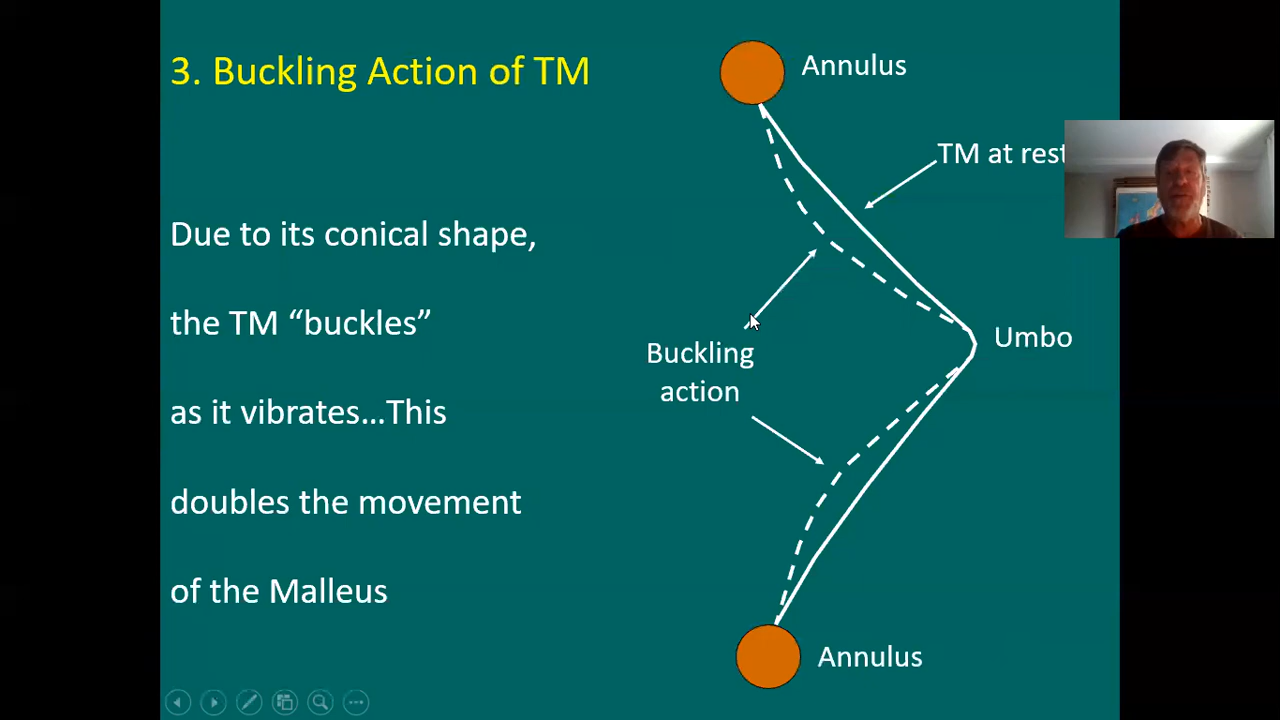 3. Buckling Action of TM
Due to its conical shape,
the TM “buckles”
as it vibrates...This
doubles the movement
of the Malleus
Annulus
TM at rest
Umbo
Buckling
action
Annulus